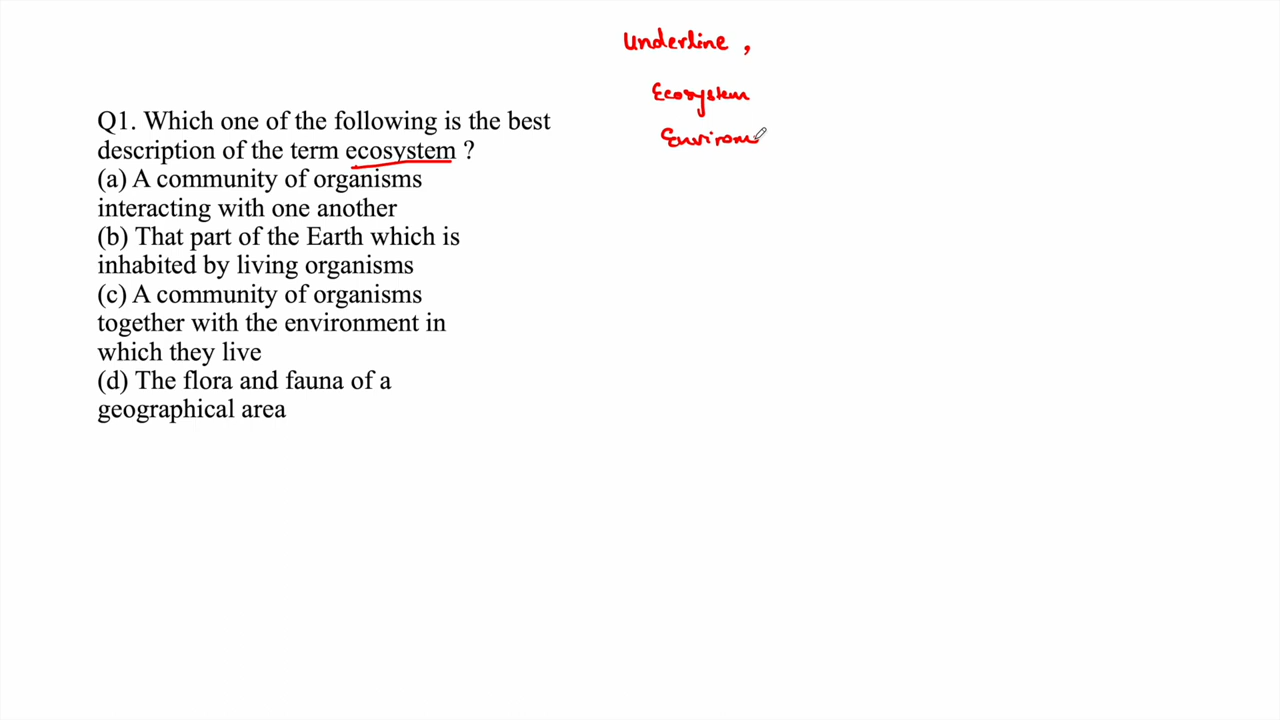 Underline,
Ecosystem
Environm
Q1. Which one of the following is the best
description of the term ecosystem ?
(a) A community of organisms
interacting with one another
(b) That part of the Earth which is
inhabited by living organisms
(c) A community of organisms
together with the environment in
which they live
(d) The flora and fauna of a
geographical area